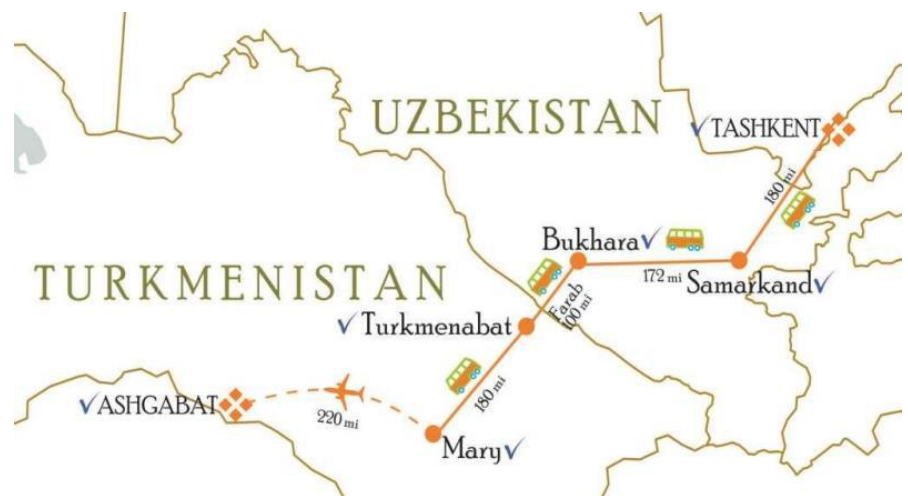 UZBEKISTAN
TASHKENT
180 mi
Bukhara
172 mi
Samarkand
TURKMENISTAN
Farab
100 mi
Turkmenabat
180 mi
ASHGABAT
220 mi
Mary